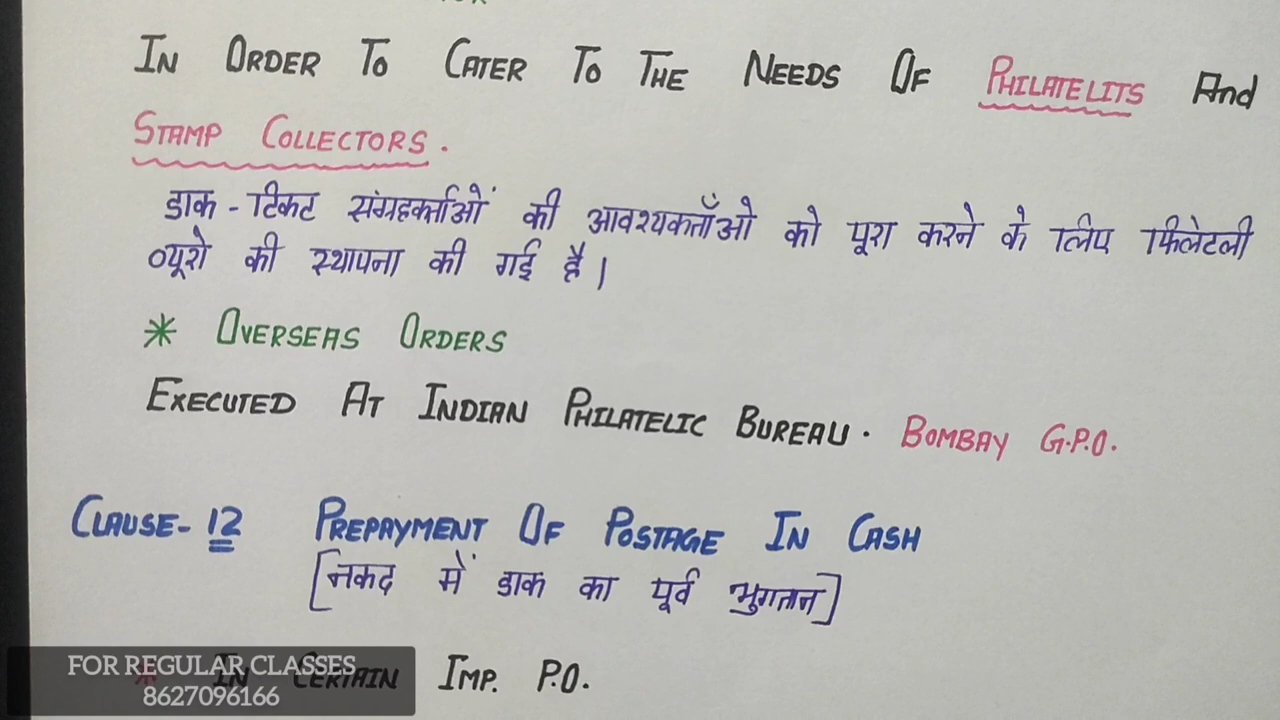 IN ORDER TO CATER TO THE NEEDS OF PHILATELITS And
STAMP COLLECTORS.
डाक - टिकट संग्रहकर्ताओं की आवश्यकताँओ को पूरा करने के लिए फिलेटली
ब्यूरो की स्थापना की गई है।
* OVERSEAS ORDERS
EXECUTED AT INDIAN PHILATELIC BUREAU. BOMBAY G.P.O.
CLAUSE- 12 PREPAYMENT OF POSTAGE IN CASH
[नकद में डाक का पूर्व भुगतान]
* IN CERTAIN IMP. P.O.
FOR REGULAR CLASSES
8627096166